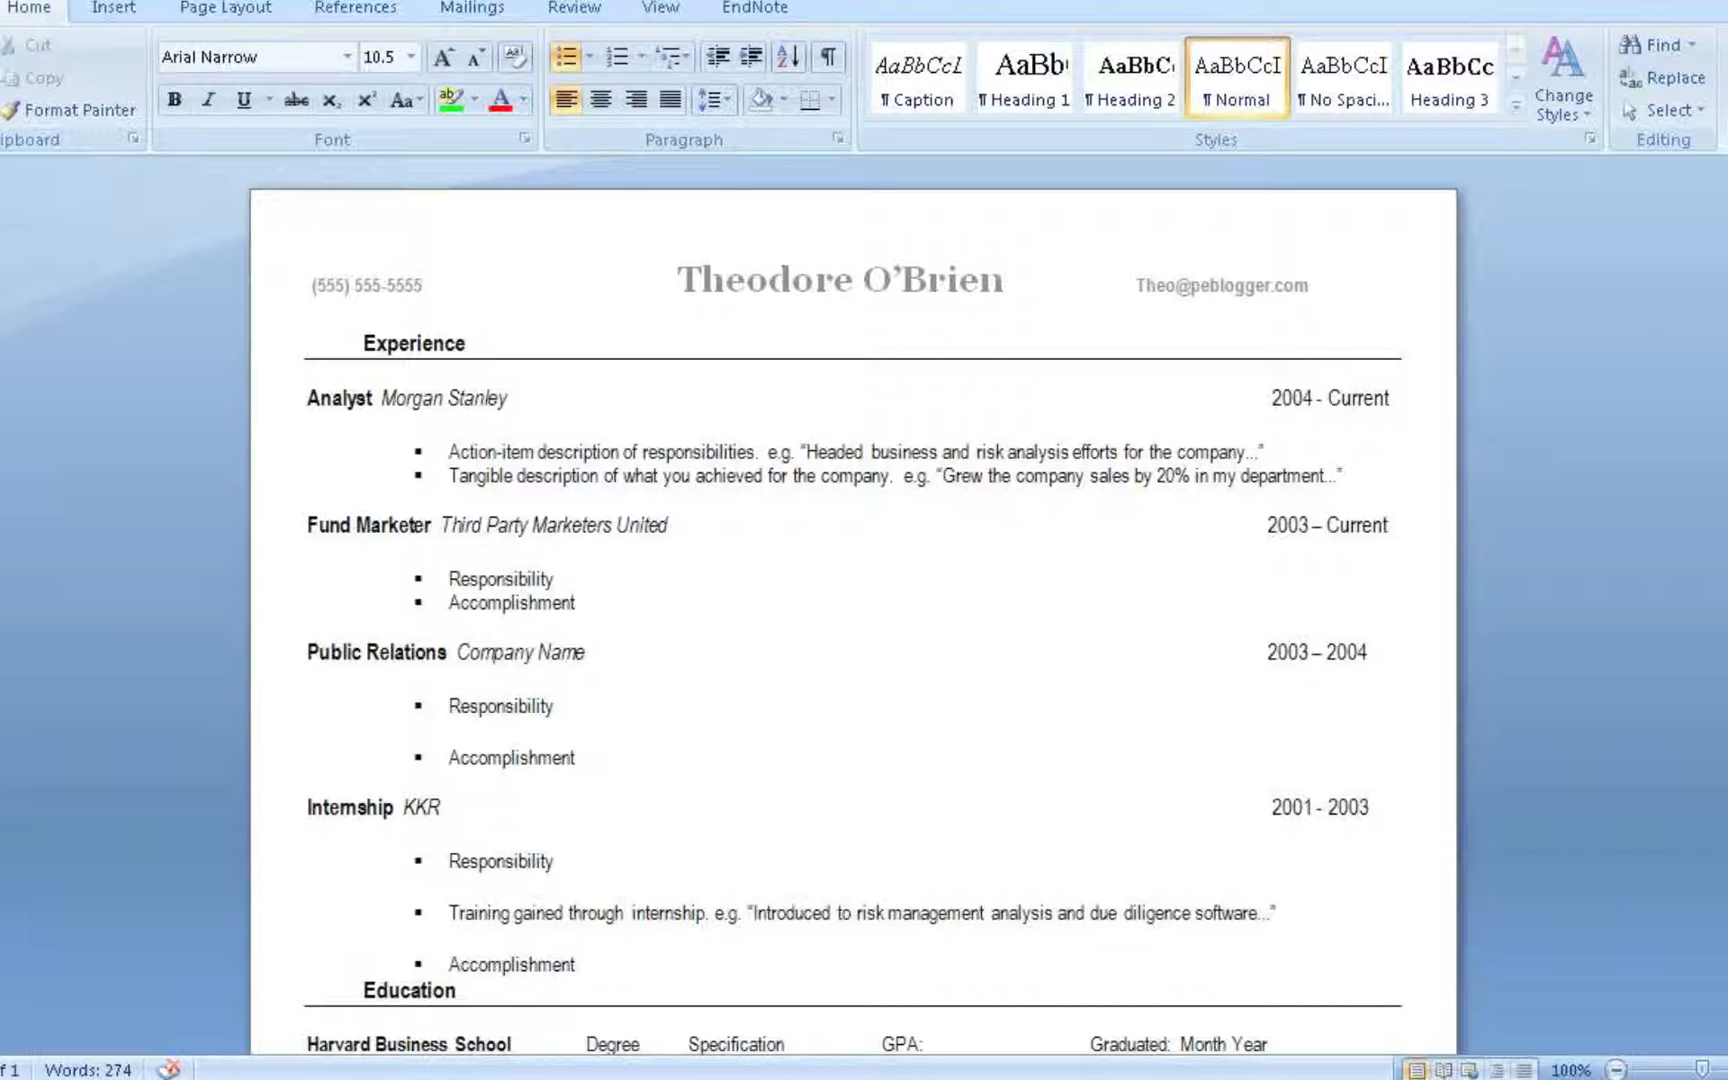 Home Insert Page Layout References Mailings Review View EndNote
Cut
Copy
Format Painter
Arial Narrow 10.5
Font
Paragraph
AaBbCcI AaBb AaBbC AaBbCcI AaBbCcI AaBbCc
¶ Caption ¶ Heading 1 ¶ Heading 2 ¶ Normal ¶ No Spaci... Heading 3
Styles
Change Styles
Find
Replace
Select
Editing
(555) 555-5555 Theodore O’Brien Theo@peblogger.com
Experience
Analyst Morgan Stanley 2004 - Current
▪ Action-item description of responsibilities. e.g. “Headed business and risk analysis efforts for the company...”
▪ Tangible description of what you achieved for the company. e.g. “Grew the company sales by 20% in my department...”
Fund Marketer Third Party Marketers United 2003 – Current
▪ Responsibility
▪ Accomplishment
Public Relations Company Name 2003 – 2004
▪ Responsibility
▪ Accomplishment
Internship KKR 2001 - 2003
▪ Responsibility
▪ Training gained through internship. e.g. “Introduced to risk management analysis and due diligence software...”
▪ Accomplishment
Education
Harvard Business School Degree Specification GPA: Graduated: Month Year
f 1 Words: 274 100%